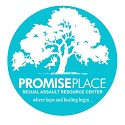 PROMISEPLACE
SEXUAL ASSAULT RESOURCE CENTER
where hope and healing begin...